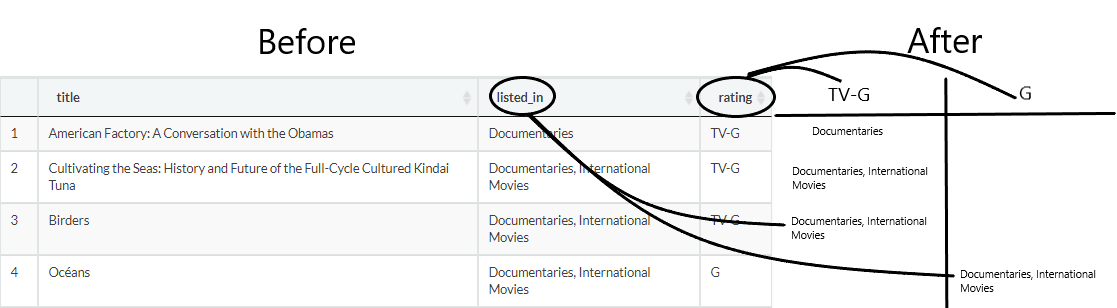 Before
After
title
listed_in
rating
TV-G
G
1
American Factory: A Conversation with the Obamas
Documentaries
TV-G
Documentaries
2
Cultivating the Seas: History and Future of the Full-Cycle Cultured Kindai
Tuna
Documentaries, International
Movies
TV-G
Documentaries, International
Movies
3
Birders
Documentaries, International
Movies
TV-G
Documentaries, International
Movies
4
Océans
Documentaries, International
Movies
G
Documentaries, International
Movies